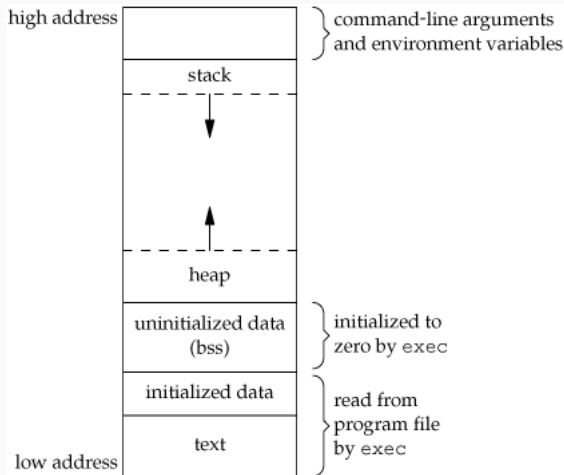 high address
command-line arguments
and environment variables
stack
heap
uninitialized data
(bss)
initialized to
zero by exec
initialized data
read from
program file
by exec
text
low address